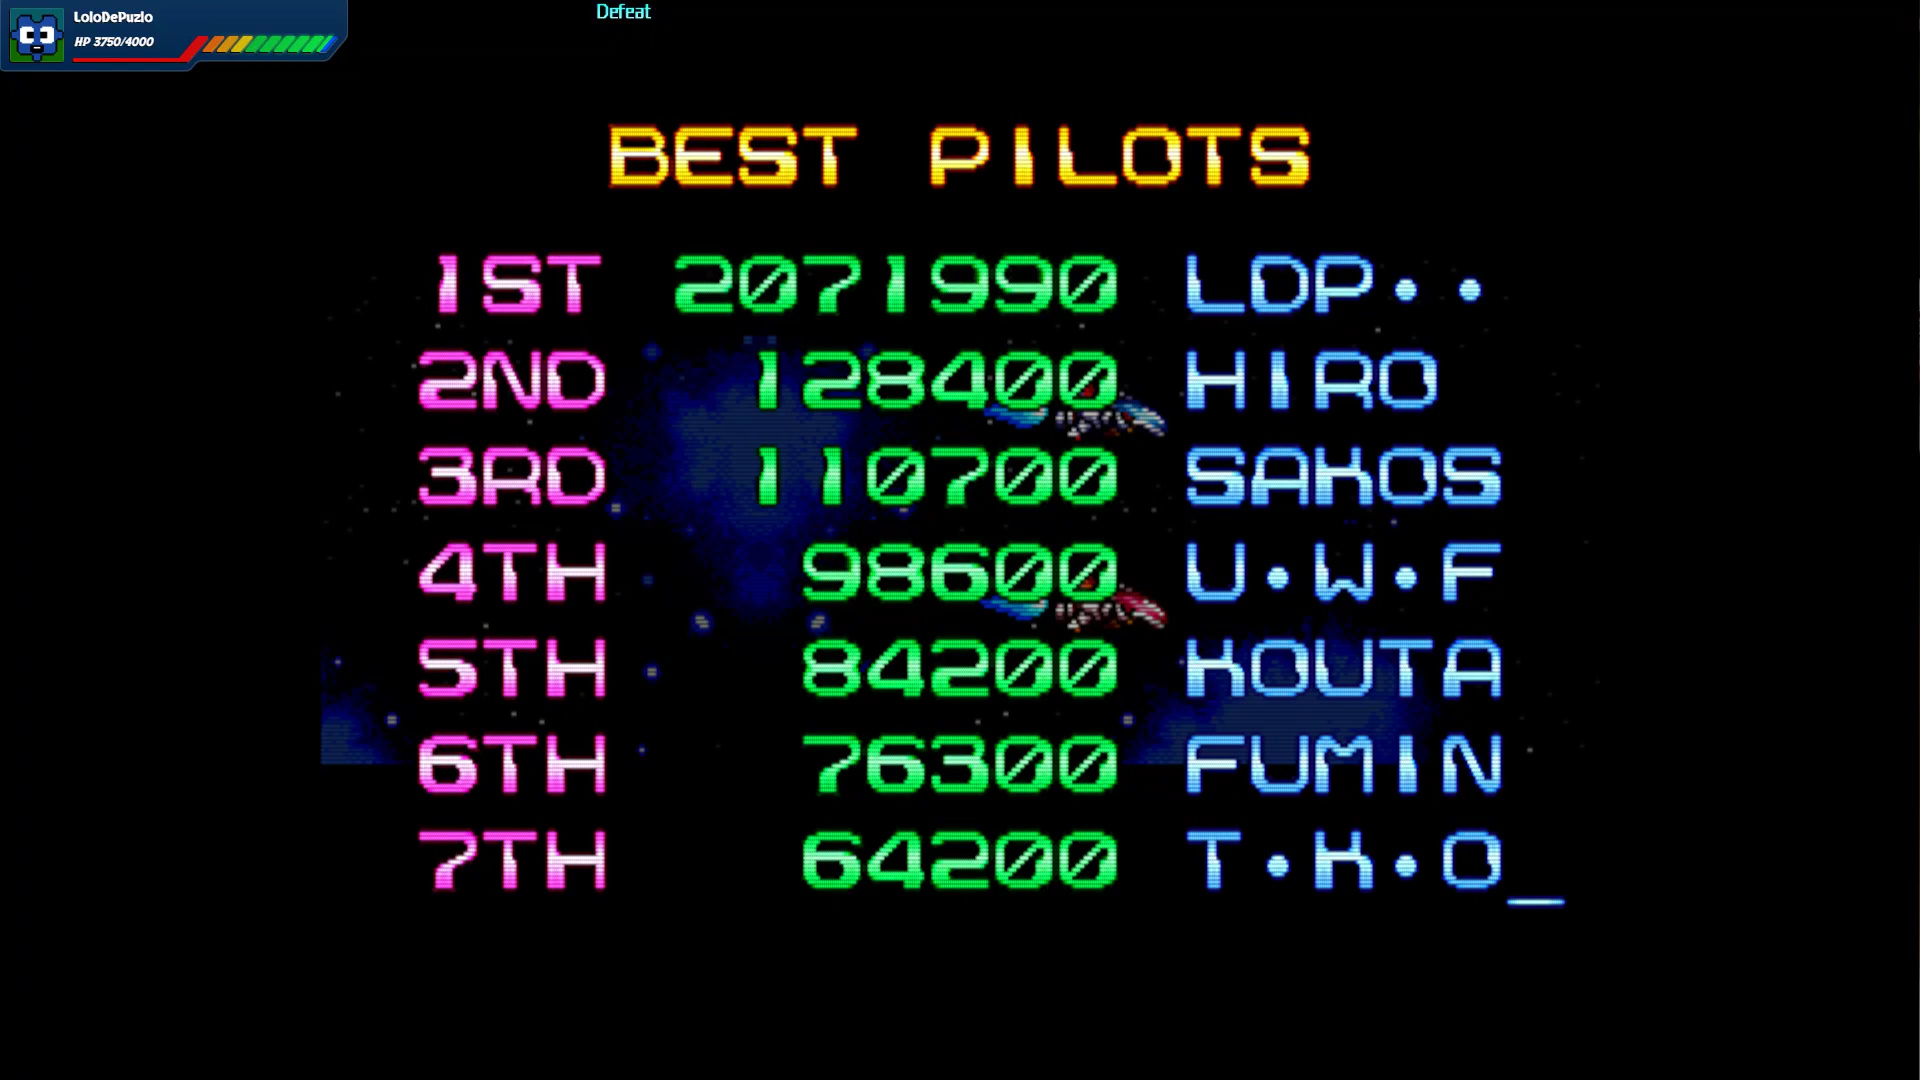 LoloDePuzlo
HP 3750/4000
Defeat
BEST PILOTS
1ST 2071990 LDP··
2ND 128400 HIRO
3RD 110700 SAKOS
4TH 98600 U·W·F
5TH 84200 KOUTA
6TH 76300 FUMIN
7TH 64200 T·K·O_